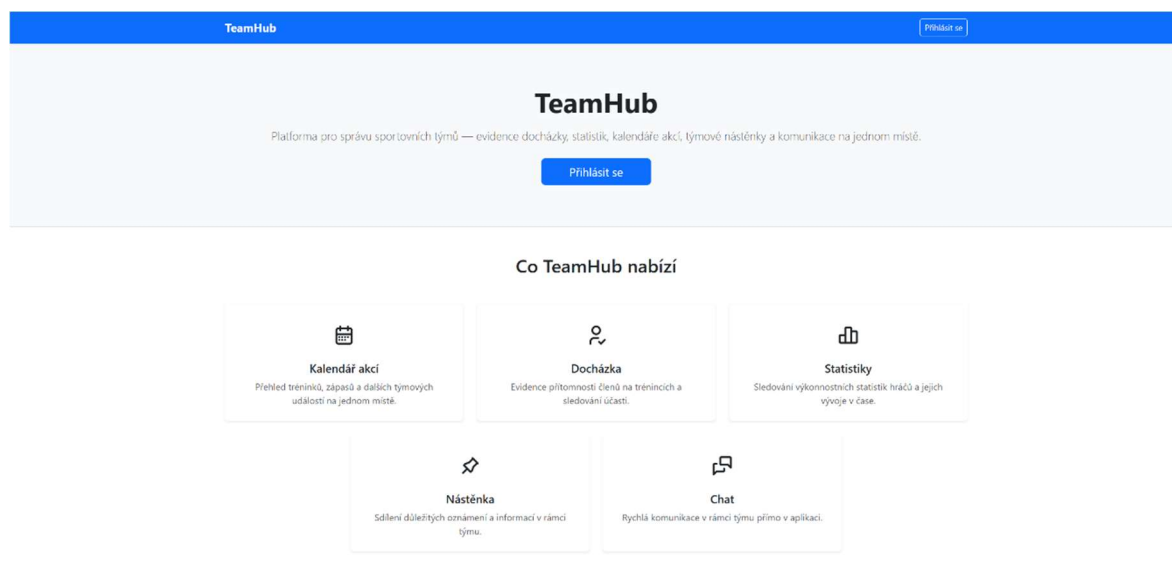 TeamHub
Přihlásit se
TeamHub
Platforma pro správu sportovních týmů — evidence docházky, statistik, kalendáře akcí, týmové nástěnky a komunikace na jednom místě.
Přihlásit se
Co TeamHub nabízí
Kalendář akcí
Přehled tréninků, zápasů a dalších týmových
událostí na jednom místě.
Docházka
Evidence přítomnosti členů na trénincích a
sledování účasti.
Statistiky
Sledování výkonnostních statistik hráčů a jejich
vývoje v čase.
Nástěnka
Sdílení důležitých oznámení a informací v rámci
týmu.
Chat
Rychlá komunikace v rámci týmu přímo v aplikaci.